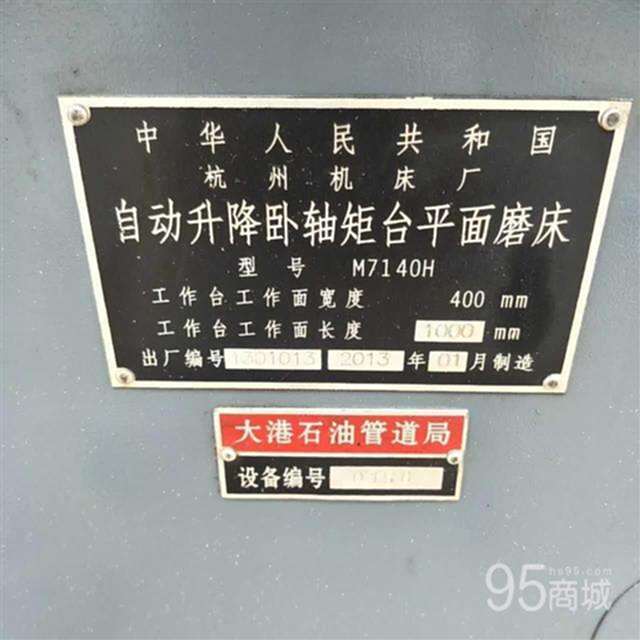 中华人民共和国
杭州机床厂
自动升降卧轴矩台平面磨床
型号 M7140H
工作台工作面宽度 400 mm
工作台工作面长度 1000 mm
出厂编号 1301013 2013 年 01 月制造
大港石油管道局
设备编号
95商城
hs95.com